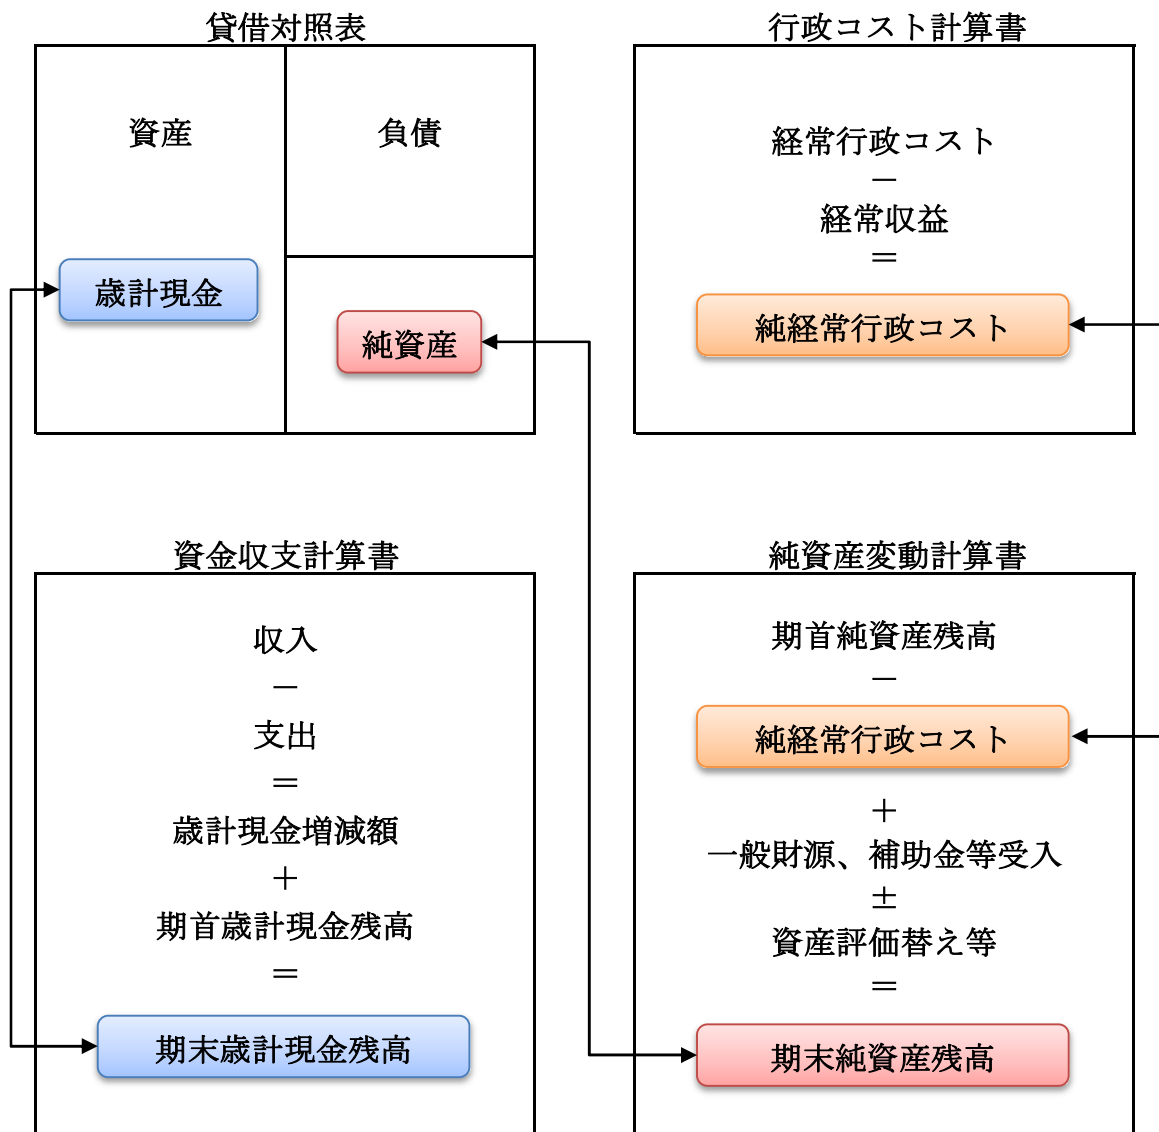 貸借対照表
資産
負債
歳計現金
純資産
行政コスト計算書
経常行政コスト
－
経常収益
＝
純経常行政コスト
資金収支計算書
収入
－
支出
＝
歳計現金増減額
＋
期首歳計現金残高
＝
期末歳計現金残高
純資産変動計算書
期首純資産残高
－
純経常行政コスト
＋
一般財源、補助金等受入
±
資産評価替え等
＝
期末純資産残高